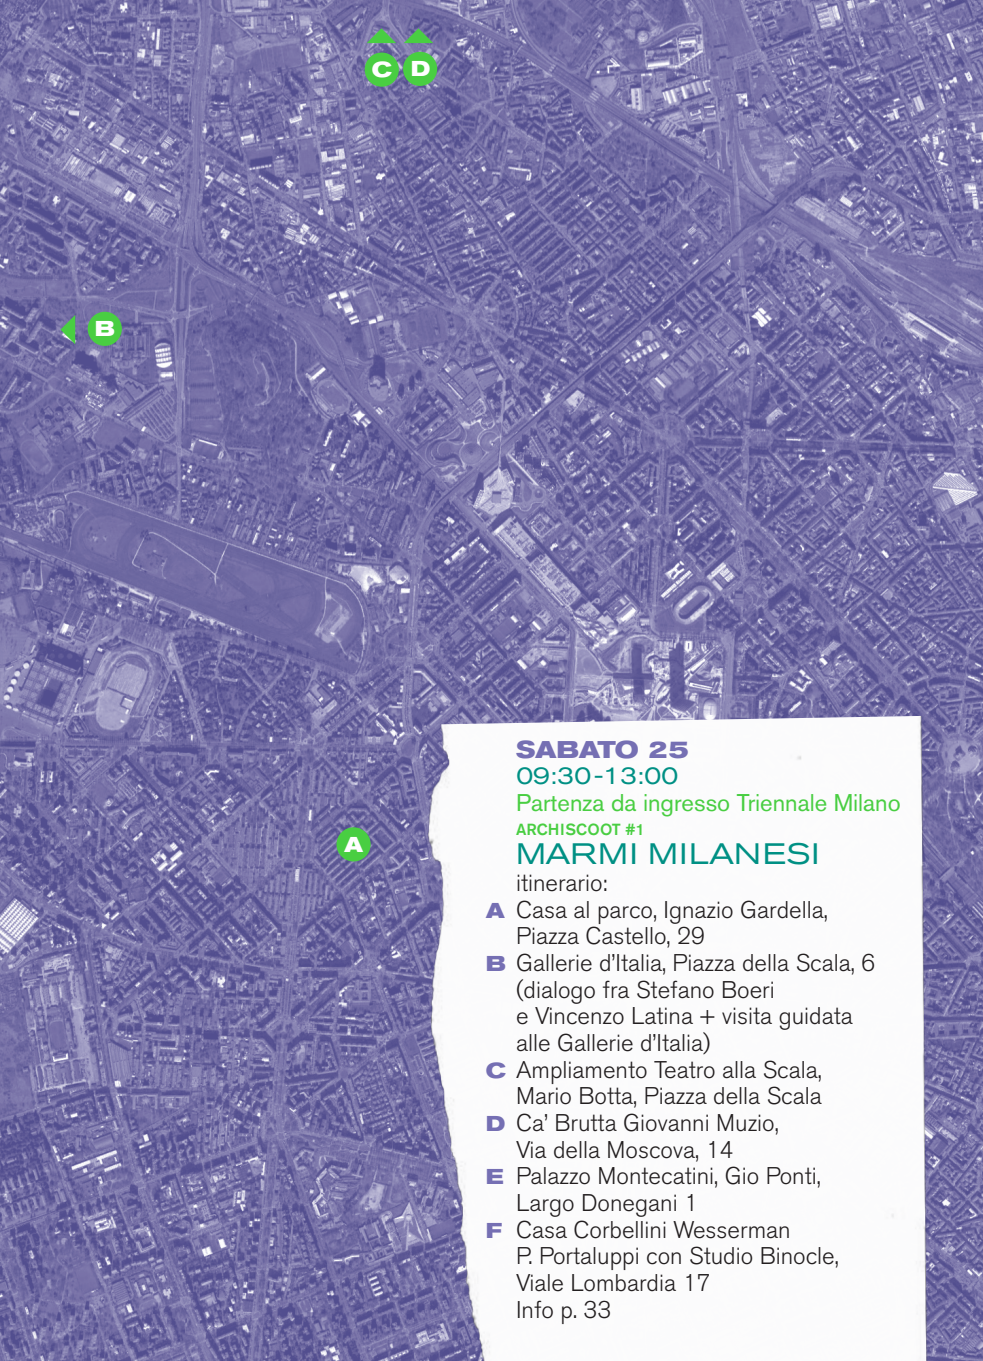 C D
B
A
SABATO 25
09:30-13:00
Partenza da ingresso Triennale Milano
ARCHISCOOT #1
MARMI MILANESI
itinerario:
A Casa al parco, Ignazio Gardella,
Piazza Castello, 29
B Gallerie d'Italia, Piazza della Scala, 6
(dialogo fra Stefano Boeri
e Vincenzo Latina + visita guidata
alle Gallerie d'Italia)
C Ampliamento Teatro alla Scala,
Mario Botta, Piazza della Scala
D Ca' Brutta Giovanni Muzio,
Via della Moscova, 14
E Palazzo Montecatini, Gio Ponti,
Largo Donegani 1
F Casa Corbellini Wesserman
P. Portaluppi con Studio Binocle,
Viale Lombardia 17
Info p. 33